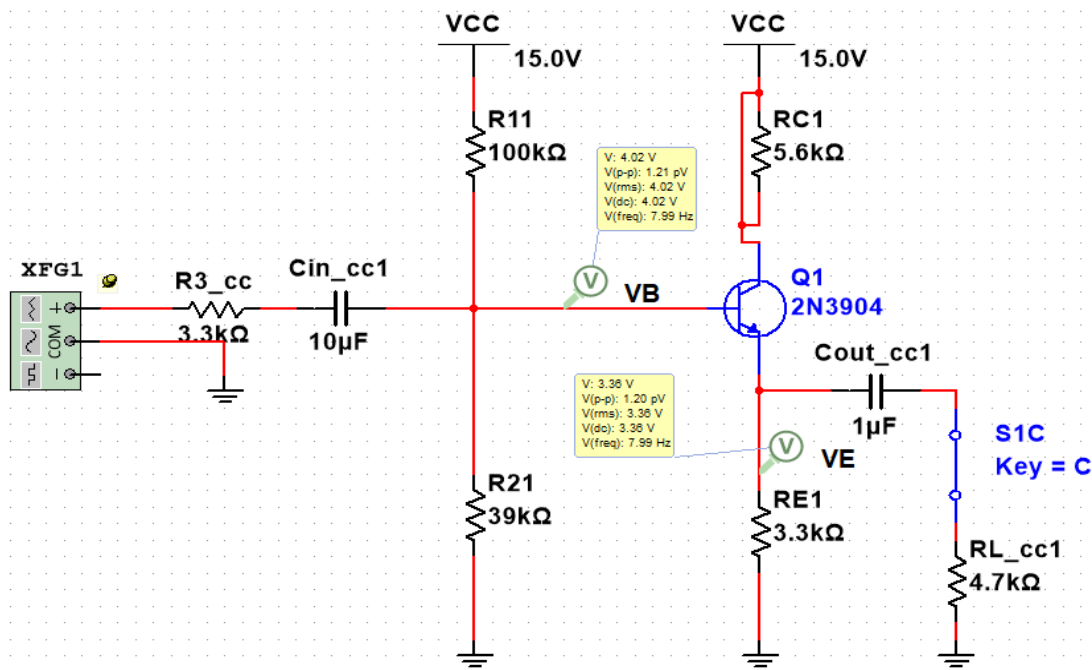 VCC
15.0V
VCC
15.0V
R11
100kΩ
RC1
5.6kΩ
V: 4.02 V
V(p-p): 1.21 pV
V(rms): 4.02 V
V(dc): 4.02 V
V(freq): 7.99 Hz
XFG1
COM
R3_cc
3.3kΩ
Cin_cc1
10µF
V
VB
Q1
2N3904
V: 3.36 V
V(p-p): 1.20 pV
V(rms): 3.36 V
V(dc): 3.36 V
V(freq): 7.99 Hz
V
VE
Cout_cc1
1µF
S1C
Key = C
R21
39kΩ
RE1
3.3kΩ
RL_cc1
4.7kΩ